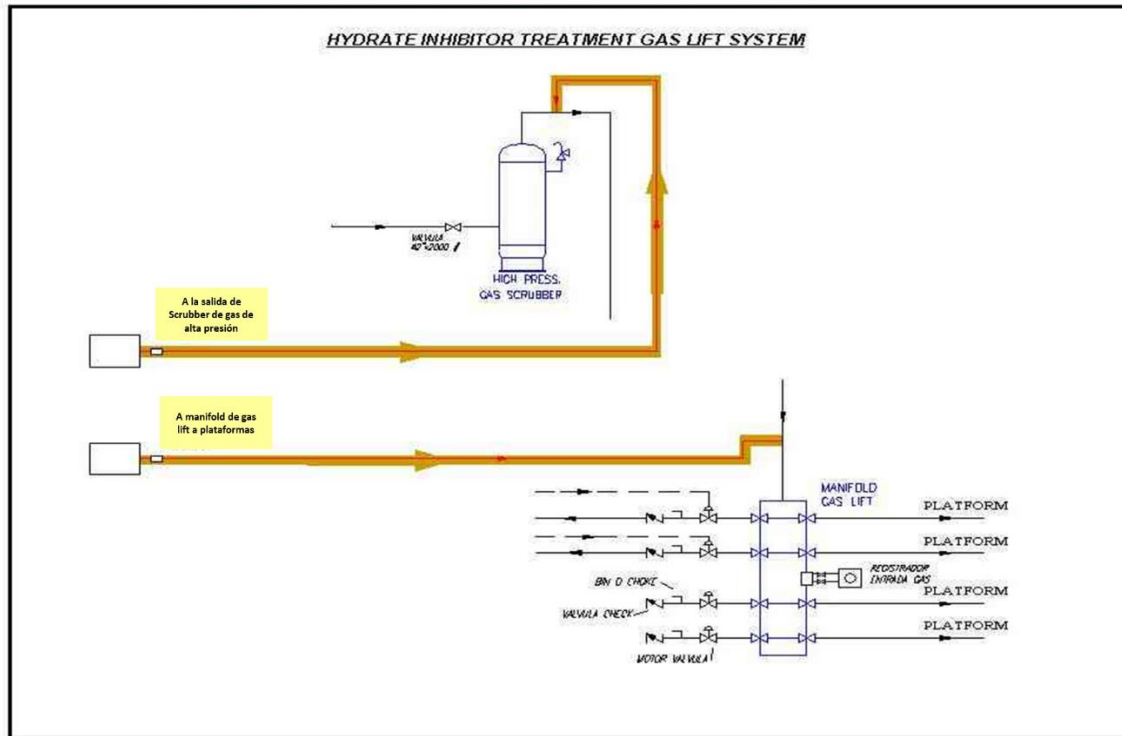 HYDRATE INHIBITOR TREATMENT GAS LIFT SYSTEM
VALVULA
HIGH PRESS.
GAS SCRUBBER
A la salida de
Scrubber de gas de
alta presión
A manifold de gas
lift a plataformas
MANIFOLD
GAS LIFT
PLATFORM
PLATFORM
REGISTRADOR
ENTRADA GAS
CHOKE
PLATFORM
VALVULA CHECK
PLATFORM
MOTOR VALVULA